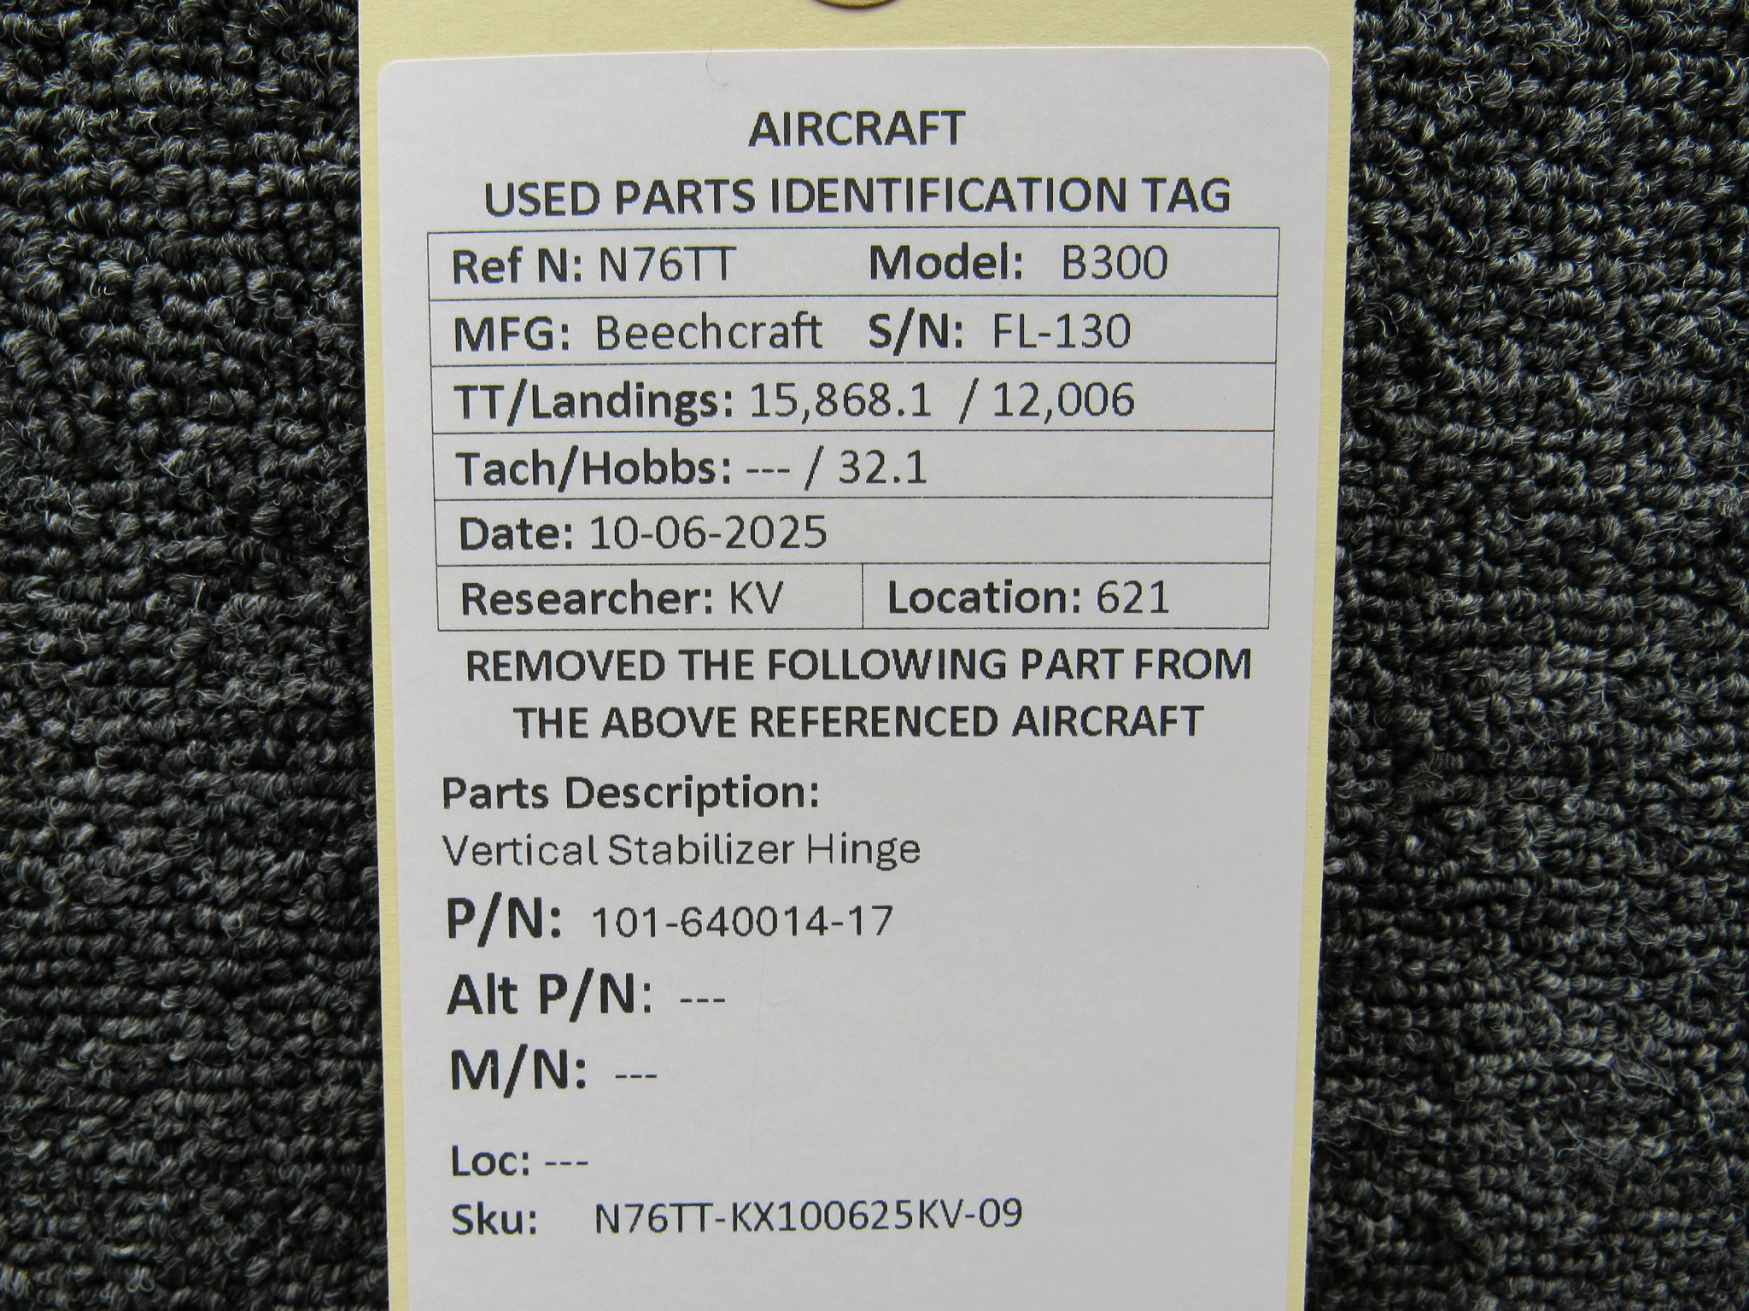 AIRCRAFT
USED PARTS IDENTIFICATION TAG
Ref N: N76TT Model: B300
MFG: Beechcraft S/N: FL-130
TT/Landings: 15,868.1 / 12,006
Tach/Hobbs: --- / 32.1
Date: 10-06-2025
Researcher: KV Location: 621
REMOVED THE FOLLOWING PART FROM
THE ABOVE REFERENCED AIRCRAFT
Parts Description:
Vertical Stabilizer Hinge
P/N: 101-640014-17
Alt P/N: ---
M/N: ---
Loc: ---
Sku: N76TT-KX100625KV-09